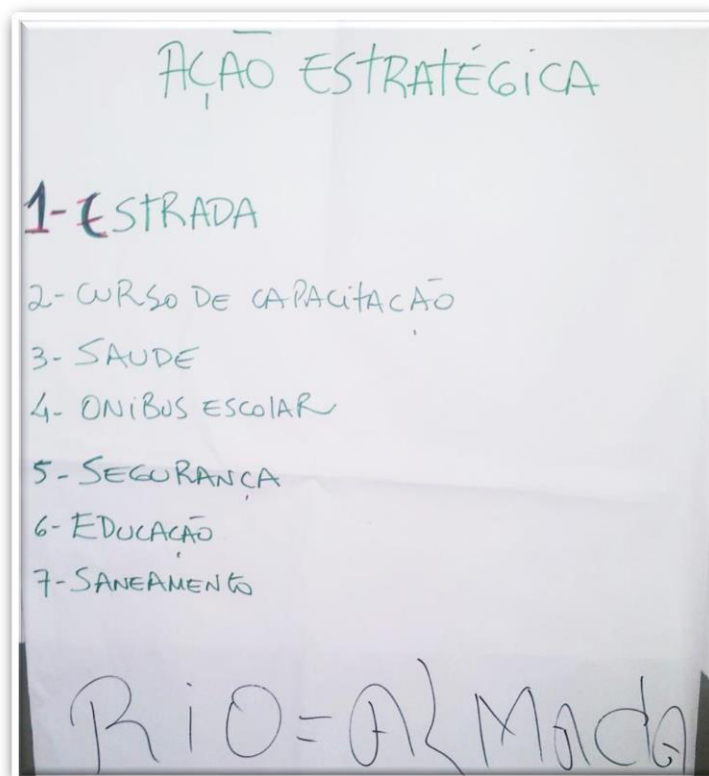 AÇÃO ESTRATÉGICA
1-ESTRADA
2-CURSO DE CAPACITAÇÃO
3-SAUDE
4-ONIBUS ESCOLAR
5-SEGURANÇA
6-EDUCAÇÃO
7-SANEAMENTO
RiO=AlMAdA